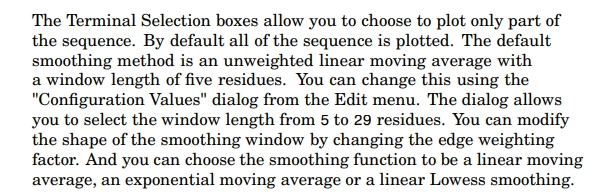 The Terminal Selection boxes allow you to choose to plot only part of
the sequence. By default all of the sequence is plotted. The default
smoothing method is an unweighted linear moving average with
a window length of five residues. You can change this using the
"Configuration Values" dialog from the Edit menu. The dialog allows
you to select the window length from 5 to 29 residues. You can modify
the shape of the smoothing window by changing the edge weighting
factor. And you can choose the smoothing function to be a linear moving
average, an exponential moving average or a linear Lowess smoothing.